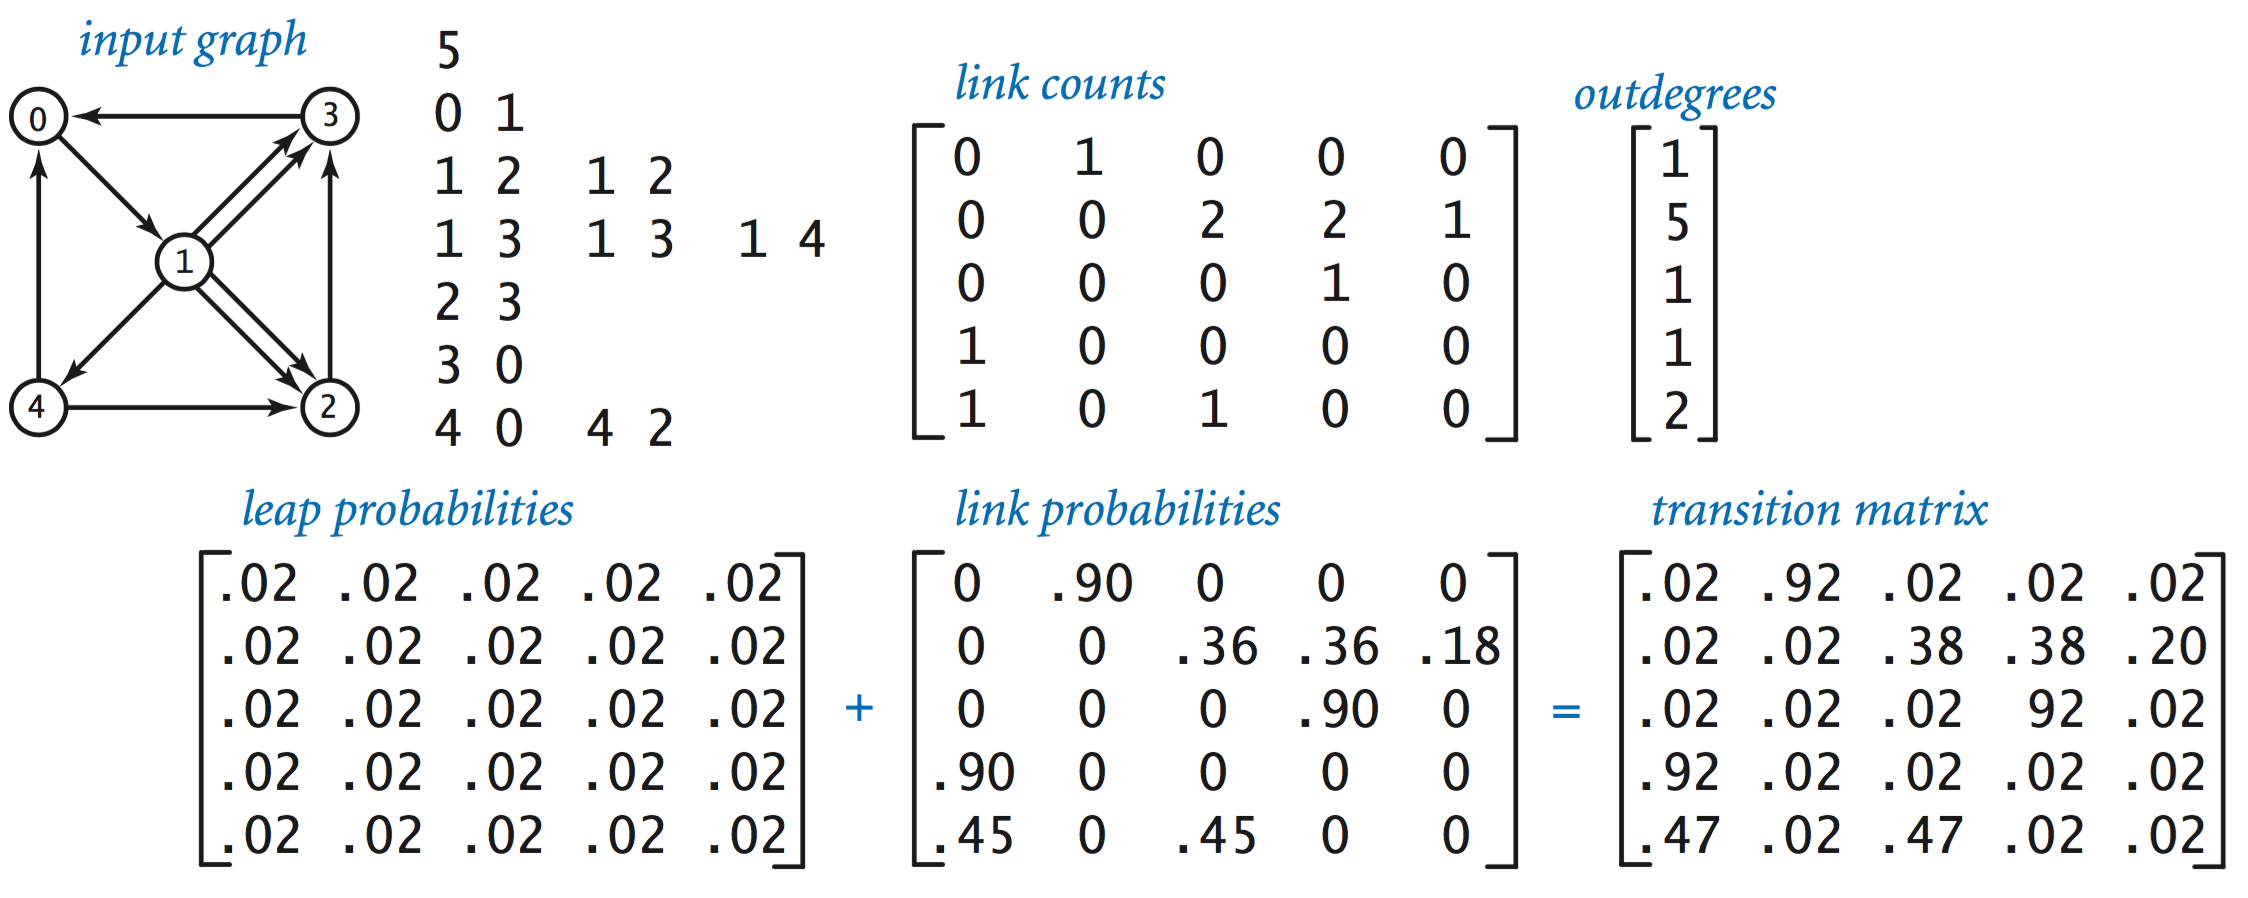 input graph
0
3
1
4
2
5
0 1
1 2 1 2
1 3 1 3 1 4
2 3
3 0
4 0 4 2
link counts
0 1 0 0 0
0 0 2 2 1
0 0 0 1 0
1 0 0 0 0
1 0 1 0 0
outdegrees
1
5
1
1
2
leap probabilities
.02 .02 .02 .02 .02
.02 .02 .02 .02 .02
.02 .02 .02 .02 .02
.02 .02 .02 .02 .02
.02 .02 .02 .02 .02
+
link probabilities
0 .90 0 0 0
0 0 .36 .36 .18
0 0 0 .90 0
.90 0 0 0 0
.45 0 .45 0 0
=
transition matrix
.02 .92 .02 .02 .02
.02 .02 .38 .38 .20
.02 .02 .02 92 .02
.92 .02 .02 .02 .02
.47 .02 .47 .02 .02